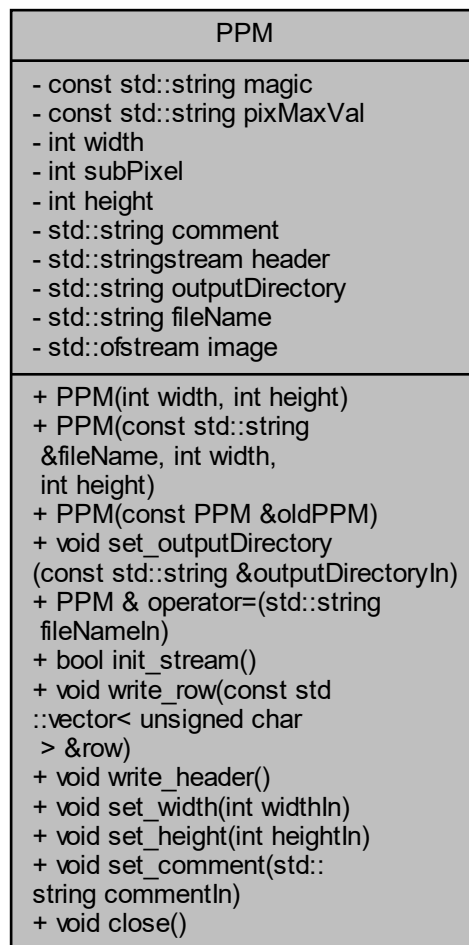 PPM
- const std::string magic
- const std::string pixMaxVal
- int width
- int subPixel
- int height
- std::string comment
- std::stringstream header
- std::string outputDirectory
- std::string fileName
- std::ofstream image
+ PPM(int width, int height)
+ PPM(const std::string
&fileName, int width,
int height)
+ PPM(const PPM &oldPPM)
+ void set_outputDirectory
(const std::string &outputDirectoryIn)
+ PPM & operator=(std::string
fileNameIn)
+ bool init_stream()
+ void write_row(const std
::vector< unsigned char
> &row)
+ void write_header()
+ void set_width(int widthIn)
+ void set_height(int heightIn)
+ void set_comment(std::
string commentIn)
+ void close()